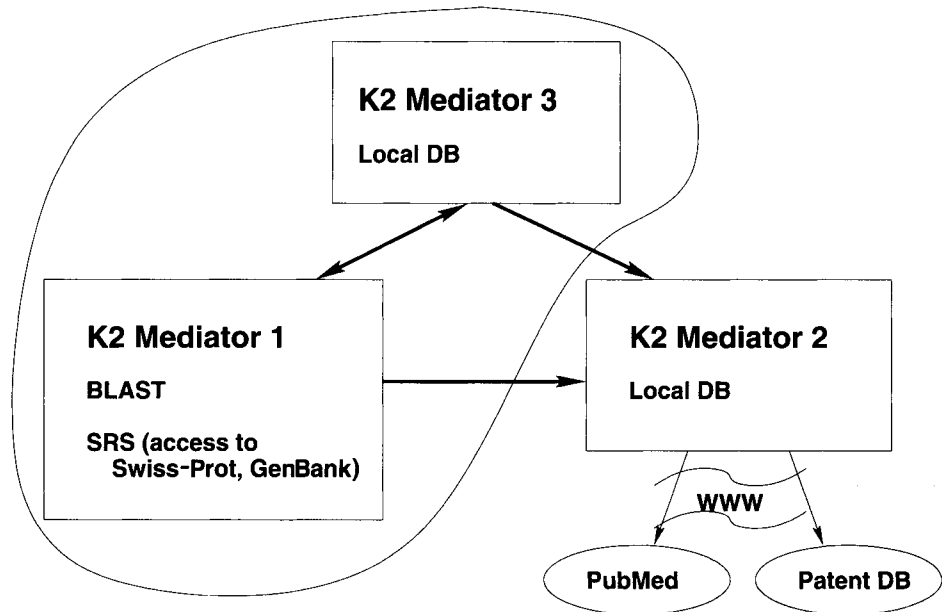 K2 Mediator 3
Local DB
K2 Mediator 1
BLAST
SRS (access to
Swiss-Prot, GenBank)
K2 Mediator 2
Local DB
WWW
PubMed
Patent DB